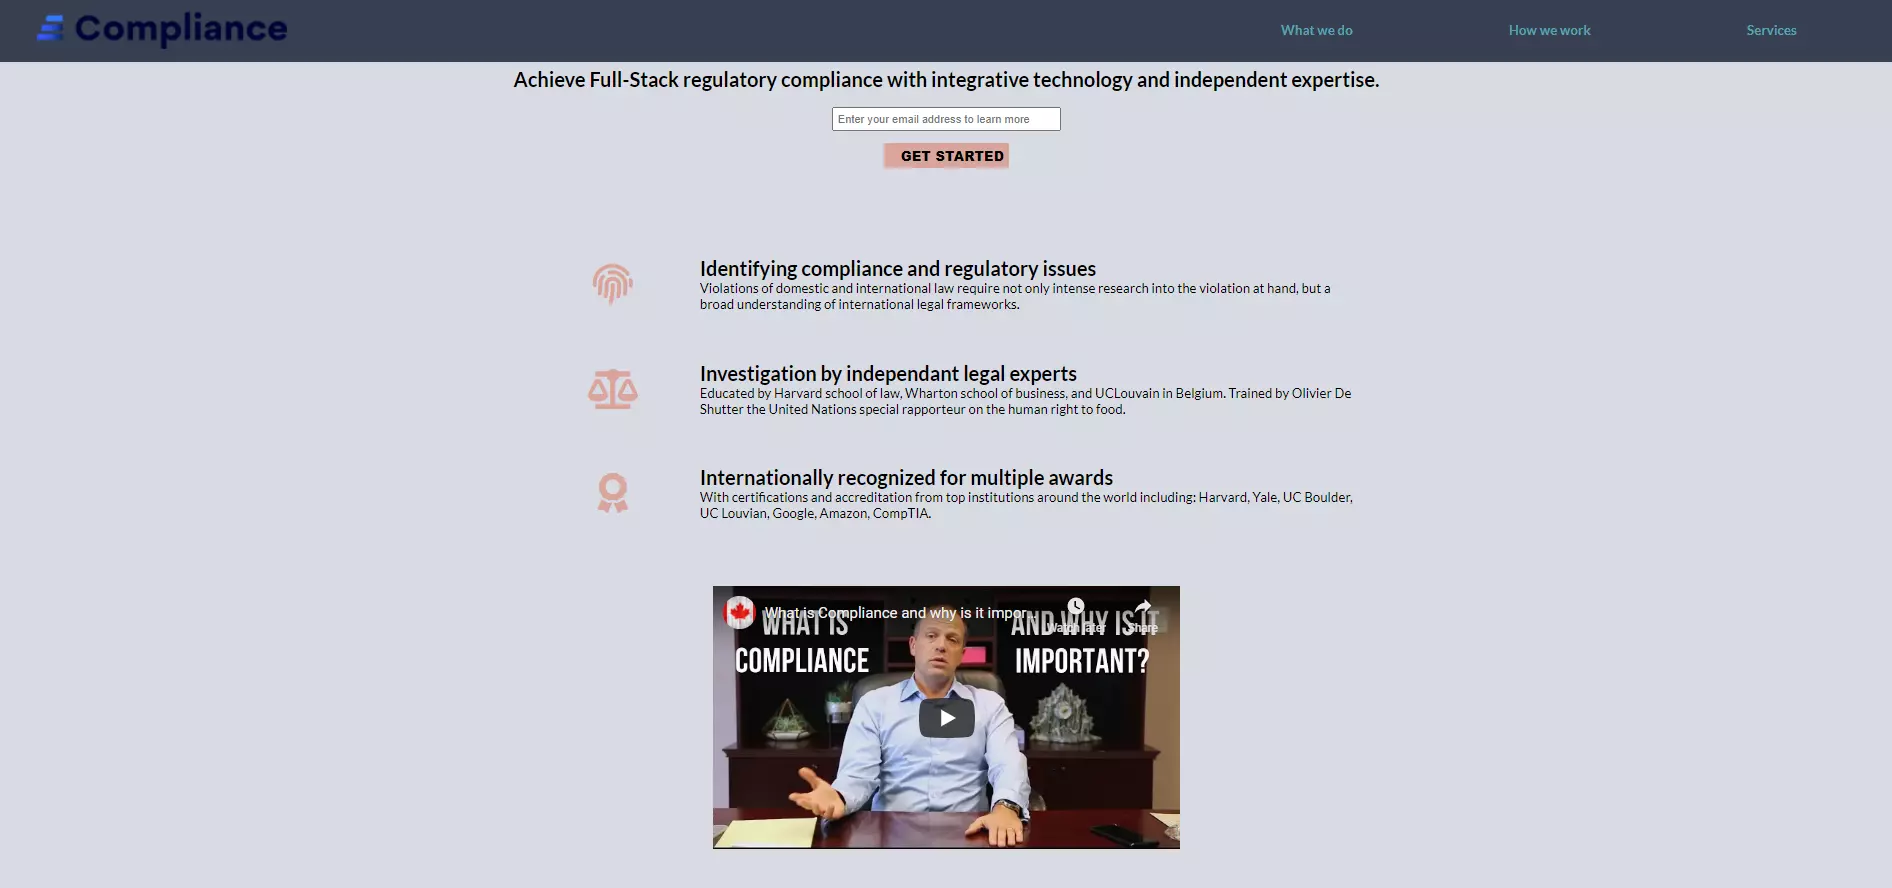 Compliance
What we do
How we work
Services
Achieve Full-Stack regulatory compliance with integrative technology and independent expertise.
Enter your email address to learn more
GET STARTED
Identifying compliance and regulatory issues
Violations of domestic and international law require not only intense research into the violation at hand, but a
broad understanding of international legal frameworks.
Investigation by independant legal experts
Educated by Harvard school of law, Wharton school of business, and UCLouvain in Belgium. Trained by Olivier De
Shutter the United Nations special rapporteur on the human right to food.
Internationally recognized for multiple awards
With certifications and accreditation from top institutions around the world including: Harvard, Yale, UC Boulder,
UC Louvian, Google, Amazon, CompTIA.
What is Compliance and why is it impor...
Watch later
Share
WHAT IS
COMPLIANCE
AND WHY IS IT
IMPORTANT?